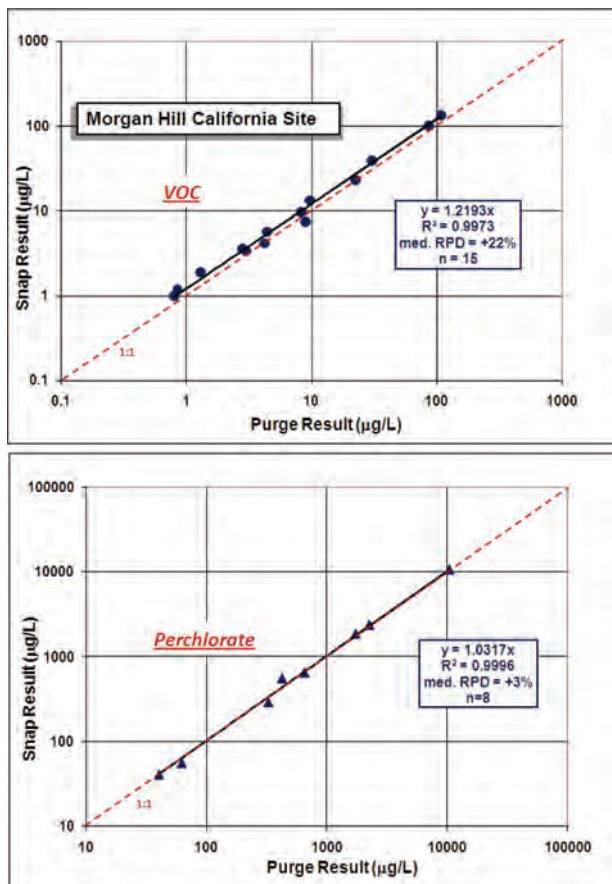 1000
Morgan Hill California Site
100
VOC
Snap Result (µg/L)
10
y = 1.2193x
R² = 0.9973
med. RPD = +22%
n = 15
1
1:1
0.1
0.1 1 10 100 1000
Purge Result (µg/L)
100000
10000
Snap Result (µg/L)
Perchlorate
1000
y = 1.0317x
R² = 0.9996
med. RPD = +3%
n=8
100
1:1
10
10 100 1000 10000 100000
Purge Result (µg/L)